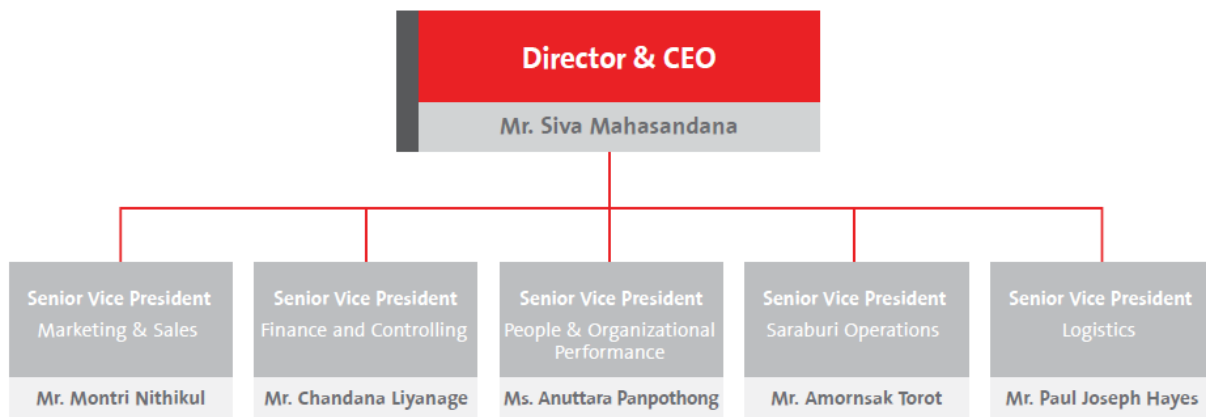 Director & CEO
Mr. Siva Mahasandana
Senior Vice President
Marketing & Sales
Mr. Montri Nithikul
Senior Vice President
Finance and Controlling
Mr. Chandana Liyanage
Senior Vice President
People & Organizational
Performance
Ms. Anuttara Panpothong
Senior Vice President
Saraburi Operations
Mr. Amornsak Torot
Senior Vice President
Logistics
Mr. Paul Joseph Hayes